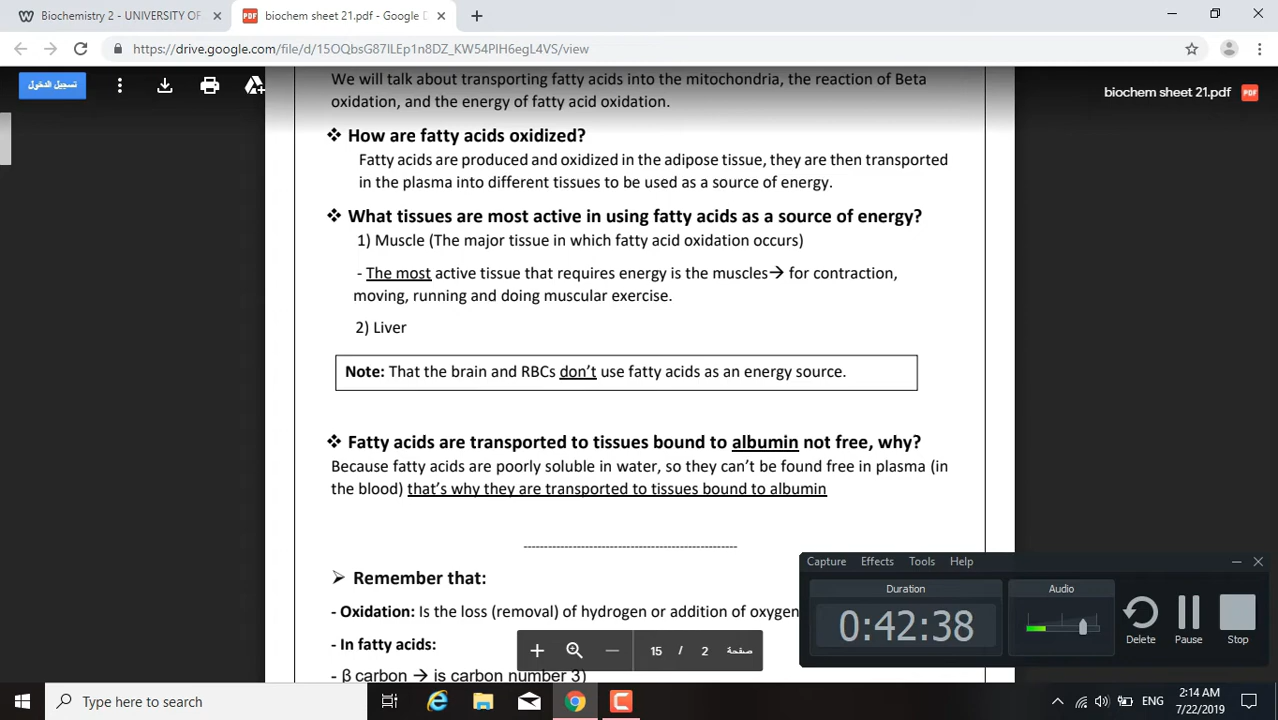 Biochemistry 2 - UNIVERSITY OF
biochem sheet 21.pdf - Google D
https://drive.google.com/file/d/15OQbsG87ILEp1n8DZ_KW54PIH6egL4VS/view
تسجيل الدخول
biochem sheet 21.pdf
PDF
We will talk about transporting fatty acids into the mitochondria, the reaction of Beta
oxidation, and the energy of fatty acid oxidation.
❖ How are fatty acids oxidized?
Fatty acids are produced and oxidized in the adipose tissue, they are then transported
in the plasma into different tissues to be used as a source of energy.
❖ What tissues are most active in using fatty acids as a source of energy?
1) Muscle (The major tissue in which fatty acid oxidation occurs)
- The most active tissue that requires energy is the muscles→ for contraction,
moving, running and doing muscular exercise.
2) Liver
Note: That the brain and RBCs don’t use fatty acids as an energy source.
❖ Fatty acids are transported to tissues bound to albumin not free, why?
Because fatty acids are poorly soluble in water, so they can’t be found free in plasma (in
the blood) that’s why they are transported to tissues bound to albumin
--------------------------------------------------
➢ Remember that:
- Oxidation: Is the loss (removal) of hydrogen or addition of oxygen
- In fatty acids:
- β carbon → is carbon number 3)
15 / 2 صفحة
Capture Effects Tools Help
Duration
0:42:38
Audio
Delete Pause Stop
Type here to search
ENG
2:14 AM
7/22/2019